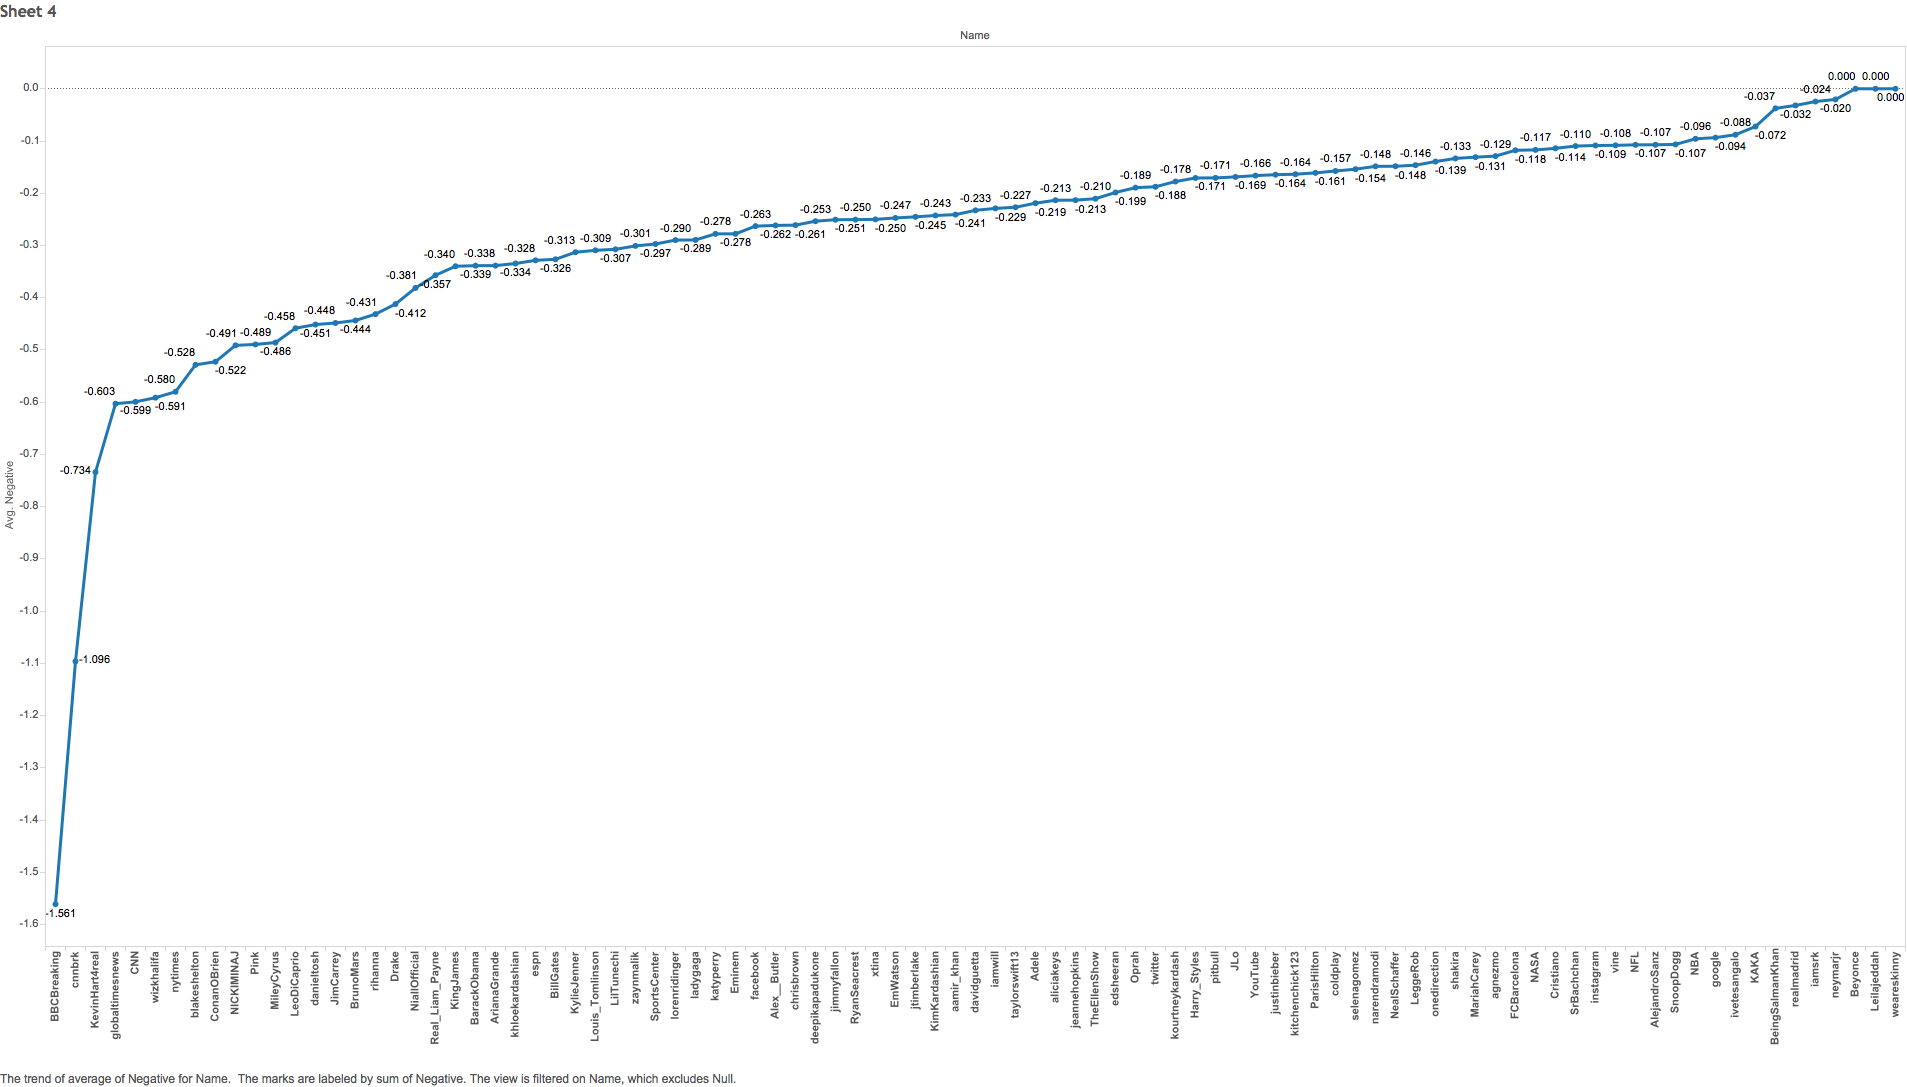 Sheet 4
Name
0.0
-0.1
-0.2
-0.3
-0.4
-0.5
-0.6
-0.7
-0.8
-0.9
-1.0
-1.1
-1.2
-1.3
-1.4
-1.5
-1.6
Avg. Negative
-1.561
-1.096
-0.734
-0.603
-0.599
-0.591
-0.580
-0.528
-0.522
-0.491
-0.489
-0.486
-0.458
-0.451
-0.448
-0.444
-0.431
-0.412
-0.381
-0.357
-0.340
-0.339
-0.338
-0.334
-0.328
-0.326
-0.313
-0.309
-0.307
-0.301
-0.297
-0.290
-0.289
-0.278
-0.278
-0.263
-0.262
-0.261
-0.253
-0.251
-0.250
-0.250
-0.247
-0.245
-0.243
-0.241
-0.233
-0.229
-0.227
-0.219
-0.213
-0.213
-0.210
-0.199
-0.189
-0.188
-0.178
-0.171
-0.171
-0.169
-0.166
-0.164
-0.164
-0.161
-0.157
-0.154
-0.148
-0.148
-0.146
-0.139
-0.133
-0.131
-0.129
-0.118
-0.117
-0.114
-0.110
-0.109
-0.108
-0.107
-0.107
-0.107
-0.096
-0.094
-0.088
-0.072
-0.037
-0.032
-0.024
-0.020
0.000
0.000
0.000
BBCBreaking
cnnbrk
KevinHart4real
globaltimesnews
CNN
wizkhalifa
nytimes
blakeshelton
ConanOBrien
NICKIMINAJ
Pink
MileyCyrus
LeoDiCaprio
danieltosh
JimCarrey
BrunoMars
rihanna
Drake
NiallOfficial
Real_Liam_Payne
KingJames
BarackObama
ArianaGrande
khloekardashian
espn
BillGates
KylieJenner
Louis_Tomlinson
LilTunechi
zaynmalik
SportsCenter
lorenridinger
ladygaga
katyperry
Eminem
facebook
Alex__Butler
chrisbrown
deepikapadukone
jimmyfallon
RyanSeacrest
xtina
EmWatson
jtimberlake
KimKardashian
aamir_khan
davidguetta
iamwill
taylorswift13
Adele
aliciakeys
jeannehopkins
TheEllenShow
edsheeran
Oprah
twitter
kourtneykardash
Harry_Styles
pitbull
JLo
YouTube
justinbieber
kitchenchick123
ParisHilton
coldplay
selenagomez
narendramodi
NealSchaffer
LeggeRob
onedirection
shakira
MariahCarey
agnezmo
FCBarcelona
NASA
Cristiano
SrBachchan
instagram
vine
NFL
AlejandroSanz
SnoopDogg
NBA
google
ivetesangalo
KAKA
BeingSalmanKhan
realmadrid
iamsrk
neymarjr
Beyonce
Leilajeddah
weareskinny
The trend of average of Negative for Name.  The marks are labeled by sum of Negative. The view is filtered on Name, which excludes Null.